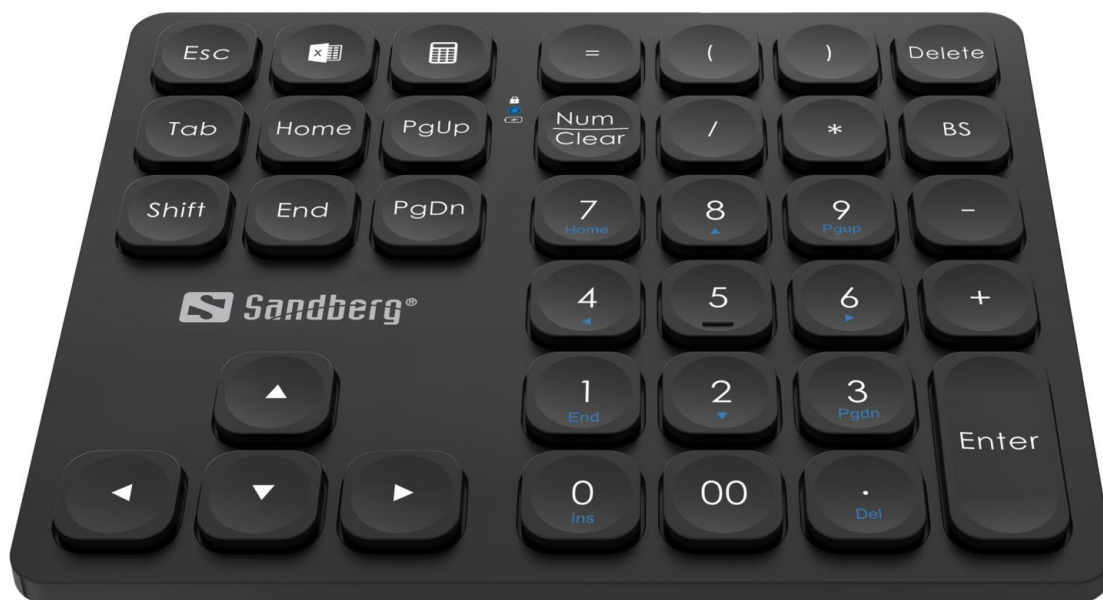 Esc
= ( ) Delete
Tab Home PgUp
Num
Clear
/ * BS
Shift End PgDn
7 8 9 -
Home Pgup
Sandberg®
4 5 6 +
1 2 3
End Pgdn
Enter
0 00 .
Ins Del